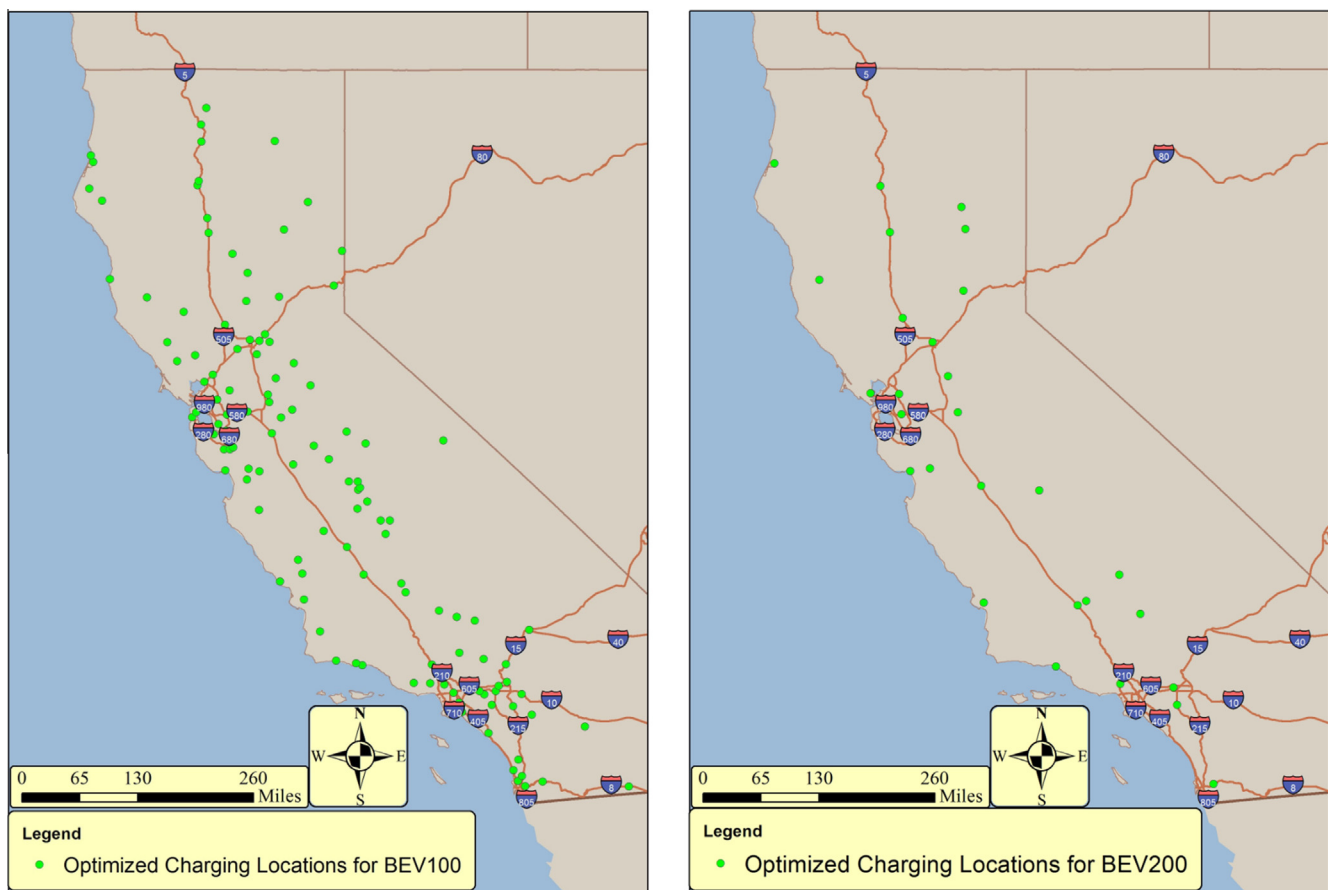 5
80
505
980
580
280
680
15
40
210
605
10
710
405
215
8
805
N
W E
S
0 65 130 260
Miles
Legend
Optimized Charging Locations for BEV100
5
80
505
980
580
280
680
15
40
210
605
10
710
405
215
8
805
N
W E
S
0 65 130 260
Miles
Legend
Optimized Charging Locations for BEV200